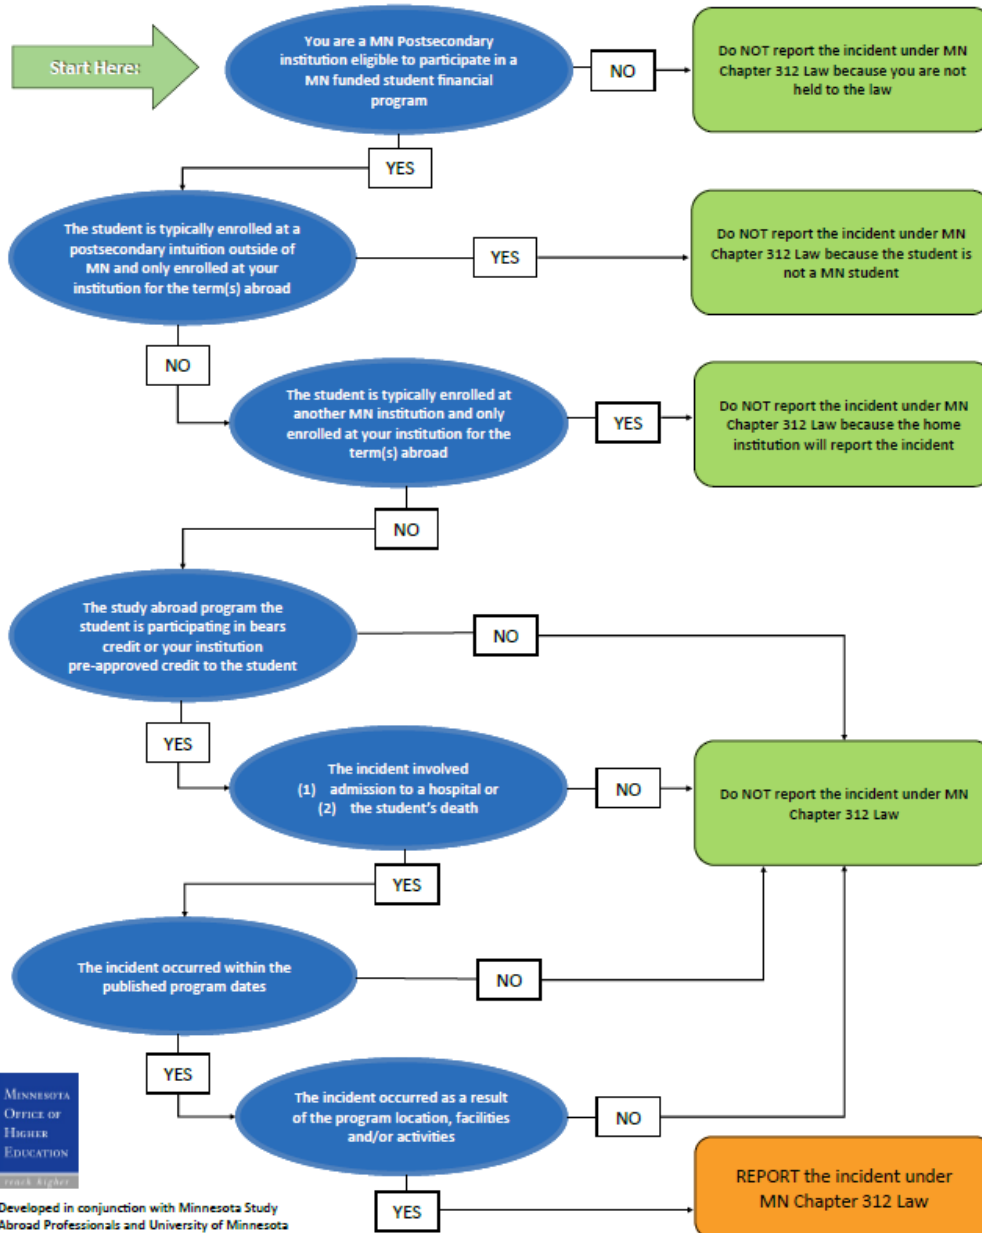 Start Here:
You are a MN Postsecondary
institution eligible to participate in a
MN funded student financial
program
NO
Do NOT report the incident under MN
Chapter 312 Law because you are not
held to the law
YES
The student is typically enrolled at a
postsecondary intuition outside of
MN and only enrolled at your
institution for the term(s) abroad
YES
Do NOT report the incident under MN
Chapter 312 Law because the student is
not a MN student
NO
The student is typically enrolled at
another MN institution and only
enrolled at your institution for the
term(s) abroad
YES
Do NOT report the incident under MN
Chapter 312 Law because the home
institution will report the incident
NO
The study abroad program the
student is participating in bears
credit or your institution
pre-approved credit to the student
NO
YES
The incident involved
(1) admission to a hospital or
(2) the student's death
NO
Do NOT report the incident under MN
Chapter 312 Law
YES
The incident occurred within the
published program dates
NO
YES
The incident occurred as a result
of the program location, facilities
and/or activities
NO
YES
REPORT the incident under
MN Chapter 312 Law
MINNESOTA
OFFICE OF
HIGHER
EDUCATION
reach higher
Developed in conjunction with Minnesota Study
Abroad Professionals and University of Minnesota